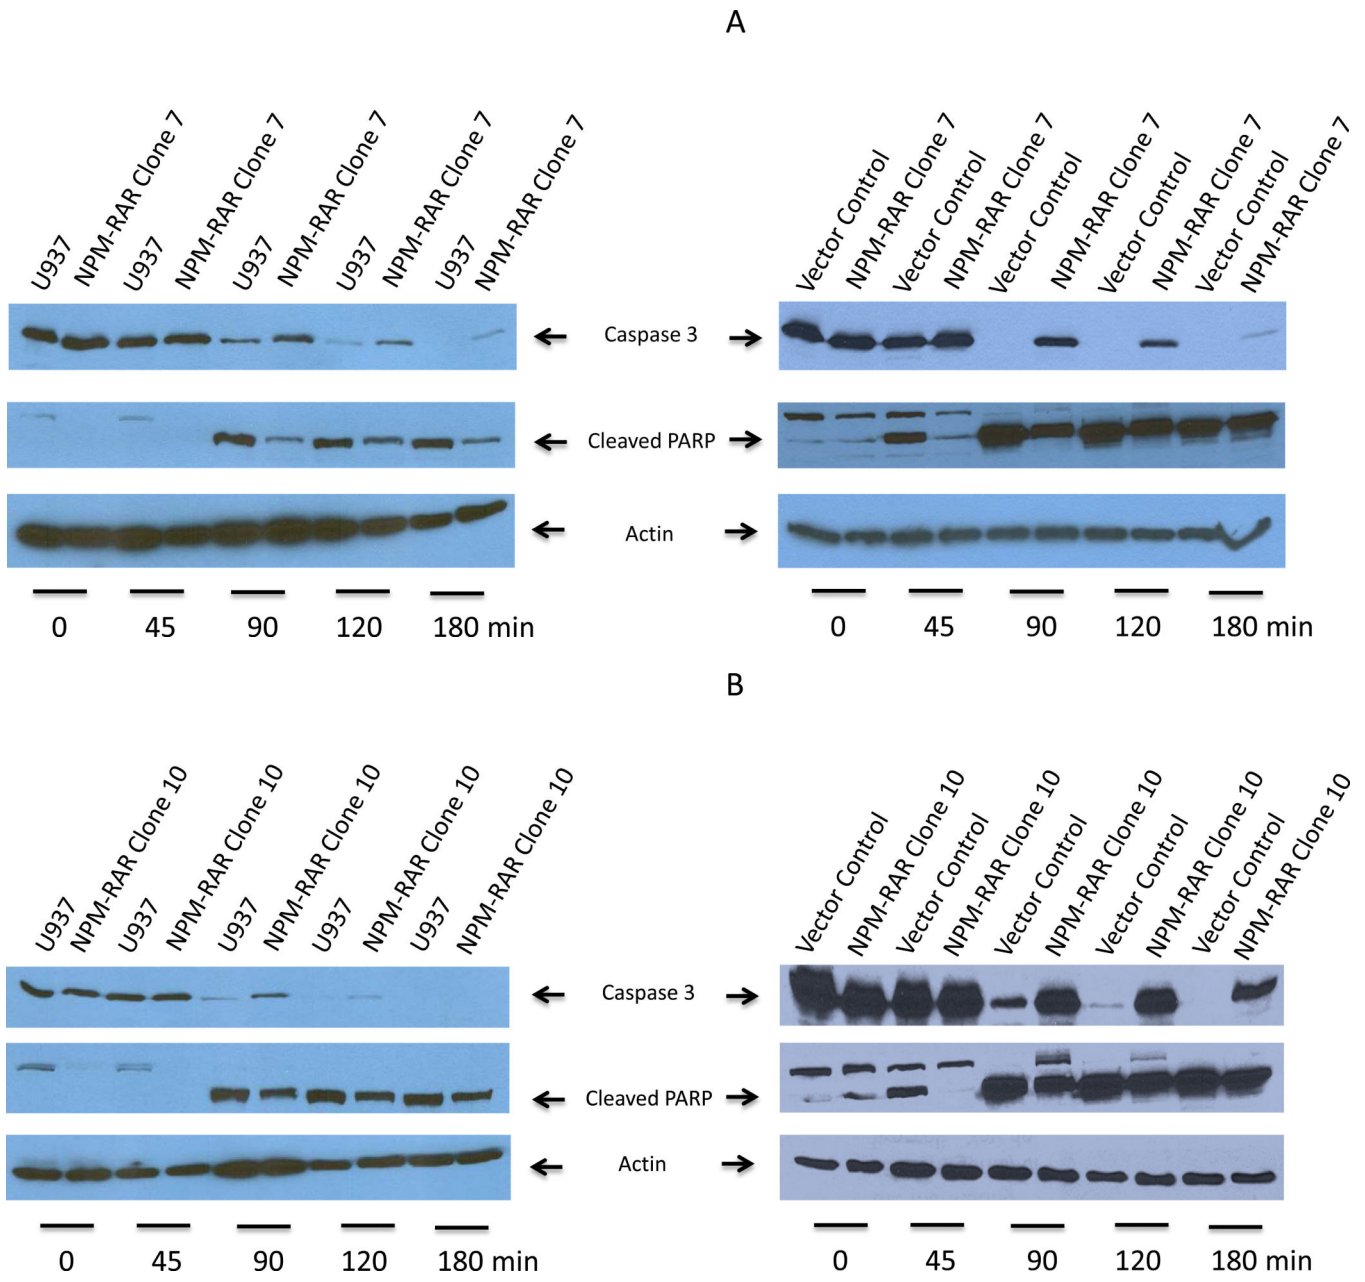 A
U937
NPM-RAR Clone 7
U937
NPM-RAR Clone 7
U937
NPM-RAR Clone 7
U937
NPM-RAR Clone 7
U937
NPM-RAR Clone 7
Vector Control
NPM-RAR Clone 7
Vector Control
NPM-RAR Clone 7
Vector Control
NPM-RAR Clone 7
Vector Control
NPM-RAR Clone 7
Vector Control
NPM-RAR Clone 7
Caspase 3
Cleaved PARP
Actin
0 45 90 120 180 min
0 45 90 120 180 min
B
U937
NPM-RAR Clone 10
U937
NPM-RAR Clone 10
U937
NPM-RAR Clone 10
U937
NPM-RAR Clone 10
U937
NPM-RAR Clone 10
Vector Control
NPM-RAR Clone 10
Vector Control
NPM-RAR Clone 10
Vector Control
NPM-RAR Clone 10
Vector Control
NPM-RAR Clone 10
Vector Control
NPM-RAR Clone 10
Caspase 3
Cleaved PARP
Actin
0 45 90 120 180 min
0 45 90 120 180 min